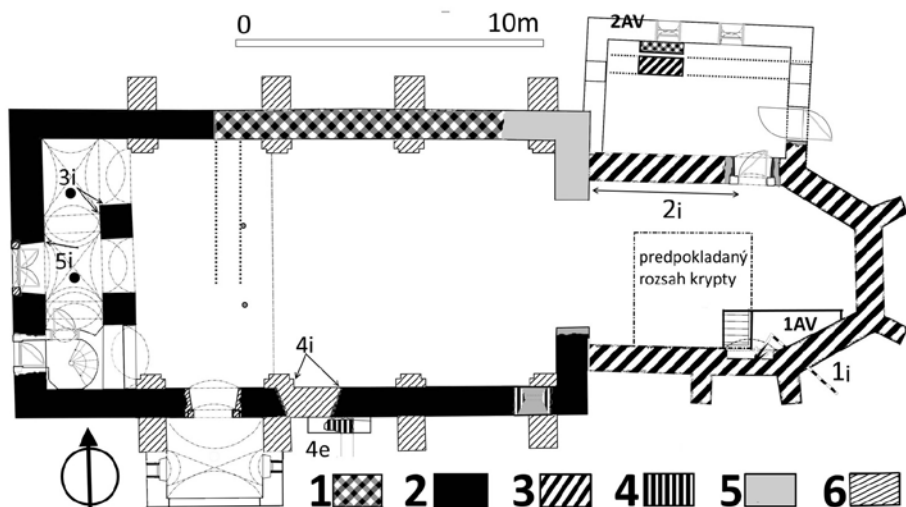 0 10m
2AV
3i
5i
2i
predpokladaný
rozsah krypty
1AV
1i
4i
4e
1 2 3 4 5 6